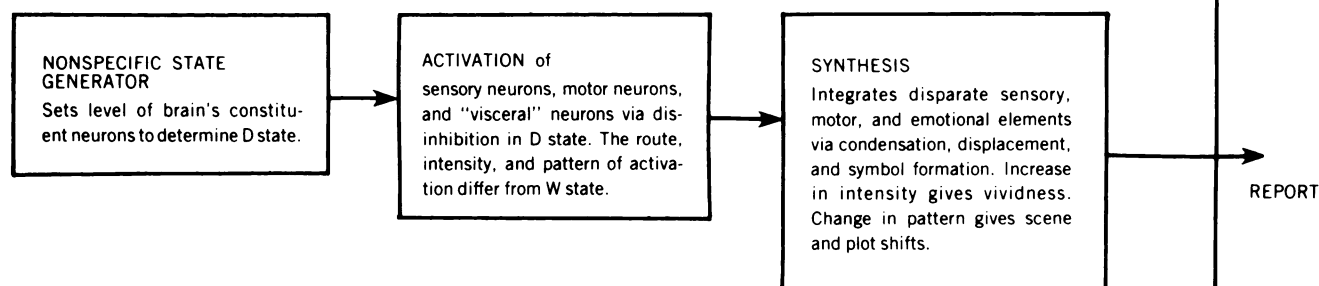 NONSPECIFIC STATE
GENERATOR
Sets level of brain's constitu-
ent neurons to determine D state.
ACTIVATION of
sensory neurons, motor neurons,
and "visceral" neurons via dis-
inhibition in D state. The route,
intensity, and pattern of activa-
tion differ from W state.
SYNTHESIS
Integrates disparate sensory,
motor, and emotional elements
via condensation, displacement,
and symbol formation. Increase
in intensity gives vividness.
Change in pattern gives scene
and plot shifts.
REPORT